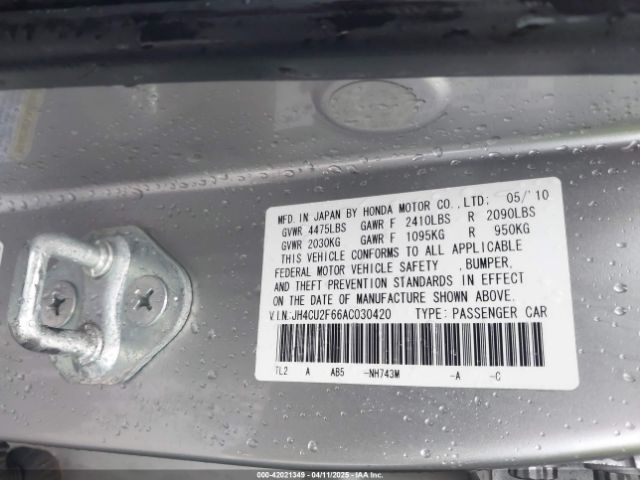 MFD. IN JAPAN BY HONDA MOTOR CO.,LTD: 05/'10
GVWR 4475LBS GAWR F 2410LBS R 2090LBS
GVWR 2030KG GAWR F 1095KG R 950KG
THIS VEHICLE CONFORMS TO ALL APPLICABLE
FEDERAL MOTOR VEHICLE SAFETY ,BUMPER,
AND THEFT PREVENTION STANDARDS IN EFFECT
ON THE DATE OF MANUFACTURE SHOWN ABOVE.
VIN:JH4CU2F66AC030420 TYPE: PASSENGER CAR
TL2 A AB5 -NH743M -A -C
000-42021349 04/11/2025 IAAI.COM